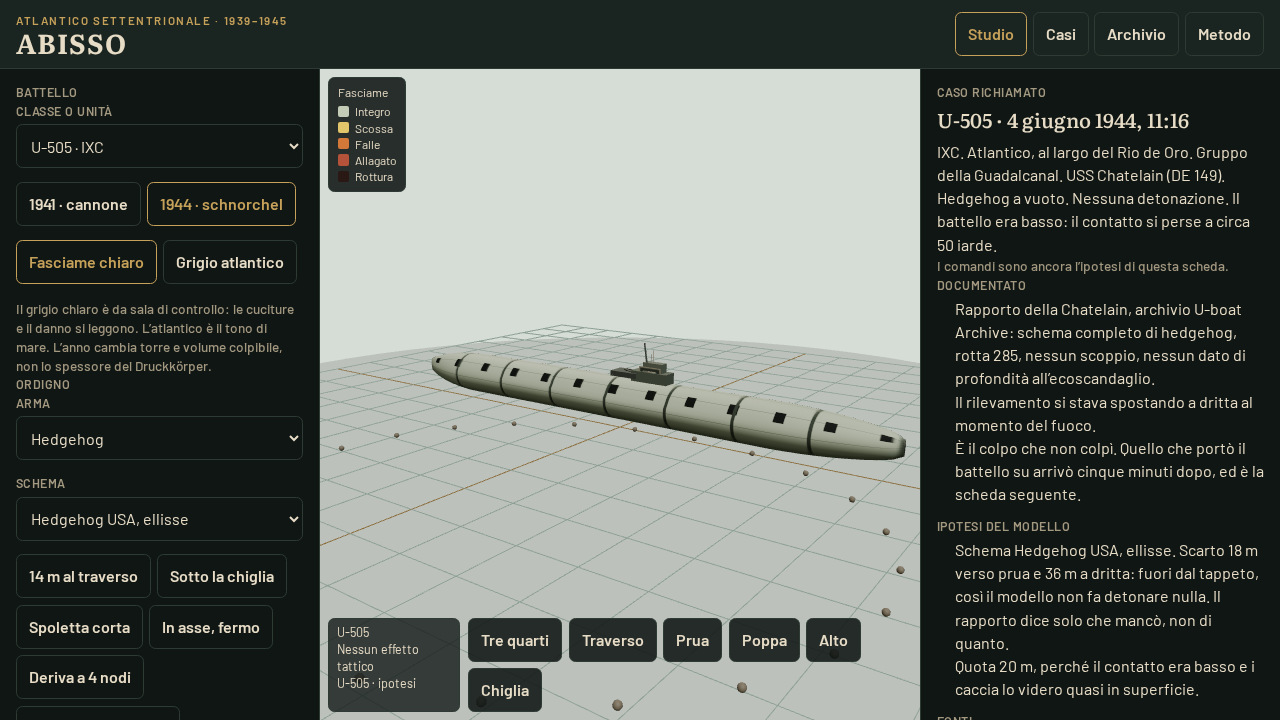 ATLANTICO SETTENTRIONALE · 1939–1945
ABISSO
Studio
Casi
Archivio
Metodo
BATTELLO
CLASSE O UNITÀ
U-505 · IXC
1941 · cannone
1944 · schnorchel
Fasciame chiaro
Grigio atlantico
Il grigio chiaro è da sala di controllo: le cuciture
e il danno si leggono. L’atlantico è il tono di
mare. L’anno cambia torre e volume colpibile,
non lo spessore del Druckkörper.
ORDIGNO
ARMA
Hedgehog
SCHEMA
Hedgehog USA, ellisse
14 m al traverso
Sotto la chiglia
Spoletta corta
In asse, fermo
Deriva a 4 nodi
Fasciame
Integro
Scossa
Falle
Allagato
Rottura
U-505
Nessun effetto
tattico
U-505 · ipotesi
Tre quarti
Traverso
Prua
Poppa
Alto
Chiglia
CASO RICHIAMATO
U-505 · 4 giugno 1944, 11:16
IXC. Atlantico, al largo del Rio de Oro. Gruppo
della Guadalcanal. USS Chatelain (DE 149).
Hedgehog a vuoto. Nessuna detonazione. Il
battello era basso: il contatto si perse a circa
50 iarde.
I comandi sono ancora l’ipotesi di questa scheda.
DOCUMENTATO
Rapporto della Chatelain, archivio U-boat
Archive: schema completo di hedgehog,
rotta 285, nessun scoppio, nessun dato di
profondità all’ecoscandaglio.
Il rilevamento si stava spostando a dritta al
momento del fuoco.
È il colpo che non colpì. Quello che portò il
battello su arrivò cinque minuti dopo, ed è la
scheda seguente.
IPOTESI DEL MODELLO
Schema Hedgehog USA, ellisse. Scarto 18 m
verso prua e 36 m a dritta: fuori dal tappeto,
così il modello non fa detonare nulla. Il
rapporto dice solo che mancò, non di
quanto.
Quota 20 m, perché il contatto era basso e i
caccia lo videro quasi in superficie.
FONTI